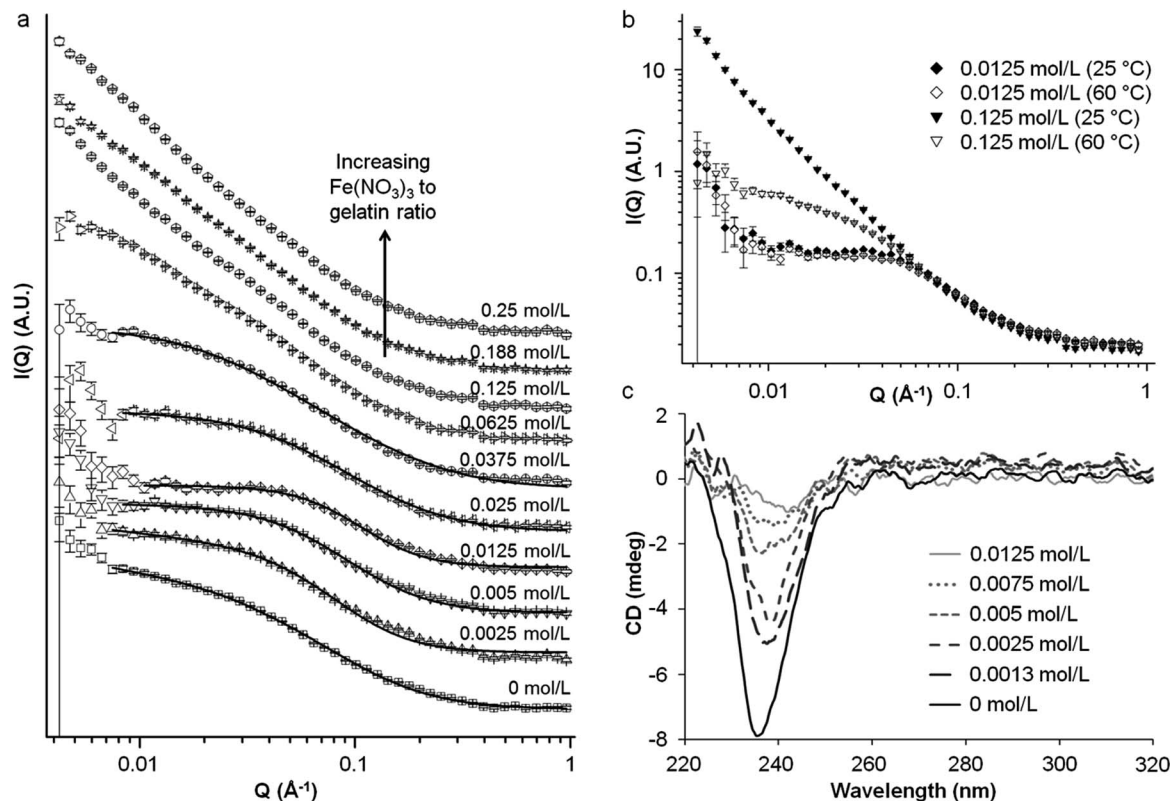 a
I(Q) (A.U.)
Increasing
Fe(NO3)3 to
gelatin ratio
0.25 mol/L
0.188 mol/L
0.125 mol/L
0.0625 mol/L
0.0375 mol/L
0.025 mol/L
0.0125 mol/L
0.005 mol/L
0.0025 mol/L
0 mol/L
0.01 0.1 1
Q (Å-1)
b
I(Q) (A.U.)
10
1
0.1
0.0125 mol/L (25 °C)
0.0125 mol/L (60 °C)
0.125 mol/L (25 °C)
0.125 mol/L (60 °C)
0.01 0.1 1
Q (Å-1)
c
CD (mdeg)
2
0
-2
-4
-6
-8
0.0125 mol/L
0.0075 mol/L
0.005 mol/L
0.0025 mol/L
0.0013 mol/L
0 mol/L
220 240 260 280 300 320
Wavelength (nm)